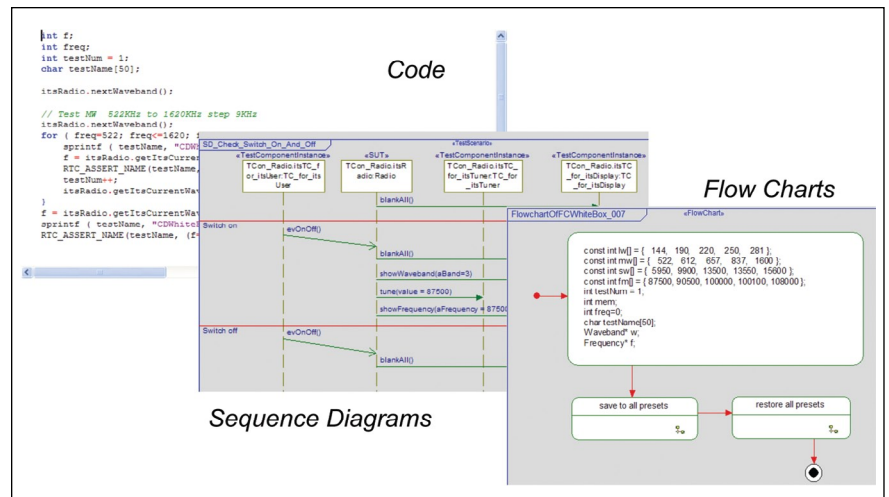 int f;
int freq;
int testNum = 1;
char testName[50];
itsRadio.nextWaveband();
// Test MW  522KHz to 1620KHz step 9KHz
itsRadio.nextWaveband();
for ( freq=522; freq<=1620; f
sprintf ( testName, "CDWh
f = itsRadio.getItsCurren
RTC_ASSERT_NAME(testName,
testNum++;
itsRadio.getItsCurrentWav
}
f = itsRadio.getItsCurrentWav
sprintf ( testName, "CDWhiteB
RTC_ASSERT_NAME(testName, (f=
Code
SD_Check_Switch_On_And_Off
«TestScenario»
«TestComponentInstance»
«SUT»
«TestComponentInstance»
«TestComponentInstance»
TCon_Radio.itsTC_f
or_itsUser:TC_for_its
User
TCon_Radio.itsR
adio:Radio
TCon_Radio.itsTC_
for_itsTuner:TC_for
_itsTuner
TCon_Radio.itsTC
_for_itsDisplay:TC
_for_itsDisplay
blankAll()
Switch on
evOnOff()
blankAll()
showWaveband(aBand=3)
tune(value = 87500)
showFrequency(aFrequency = 87500
Switch off
evOnOff()
blankAll()
Sequence Diagrams
Flow Charts
FlowchartOfFCWhiteBox_007
«FlowChart»
const int lw[] = {  144,  190,  220,  250,  281 };
const int mw[] = {  522,  612,  657,  837,  1600 };
const int sw[] = { 5950, 9900, 13500, 13550, 15600 };
const int fm[] = { 87500, 90500, 100000, 100100, 108000 };
int testNum = 1,
int mem;
int freq=0;
char testName[50];
Waveband* w;
Frequency* f;
save to all presets
restore all presets